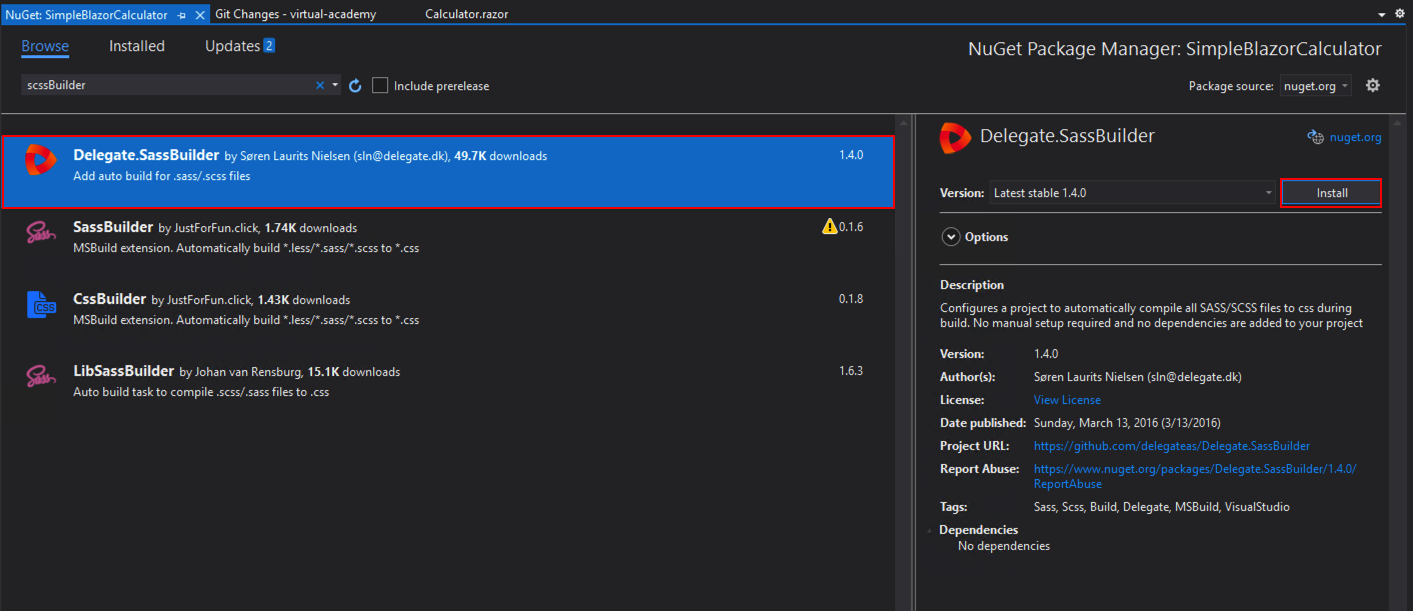 NuGet: SimpleBlazorCalculator
Git Changes - virtual-academy
Calculator.razor
Browse
Installed
Updates 2
NuGet Package Manager: SimpleBlazorCalculator
scssBuilder
Include prerelease
Package source: nuget.org
Delegate.SassBuilder by Søren Laurits Nielsen (sln@delegate.dk), 49.7K downloads
1.4.0
Add auto build for .sass/.scss files
Sass
SassBuilder by JustForFun.click, 1.74K downloads
0.1.6
MSBuild extension. Automatically build *.less/*.sass/*.scss to *.css
CSS
CssBuilder by JustForFun.click, 1.43K downloads
0.1.8
MSBuild extension. Automatically build *.less/*.sass/*.scss to *.css
Sass
LibSassBuilder by Johan van Rensburg, 15.1K downloads
1.6.3
Auto build task to compile .scss/.sass files to .css
Delegate.SassBuilder
nuget.org
Version: Latest stable 1.4.0
Install
Options
Description
Configures a project to automatically compile all SASS/SCSS files to css during
build. No manual setup required and no dependencies are added to your project
Version: 1.4.0
Author(s): Søren Laurits Nielsen (sln@delegate.dk)
License: View License
Date published: Sunday, March 13, 2016 (3/13/2016)
Project URL: https://github.com/delegateas/Delegate.SassBuilder
Report Abuse: https://www.nuget.org/packages/Delegate.SassBuilder/1.4.0/
ReportAbuse
Tags: Sass, Scss, Build, Delegate, MSBuild, VisualStudio
Dependencies
No dependencies